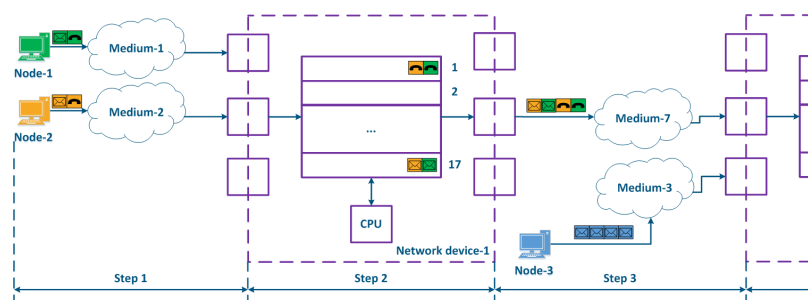 Node-1
Medium-1
1
2
Node-2
Medium-2
...
Medium-7
17
Medium-3
CPU
Network device-1
Node-3
Step 1
Step 2
Step 3